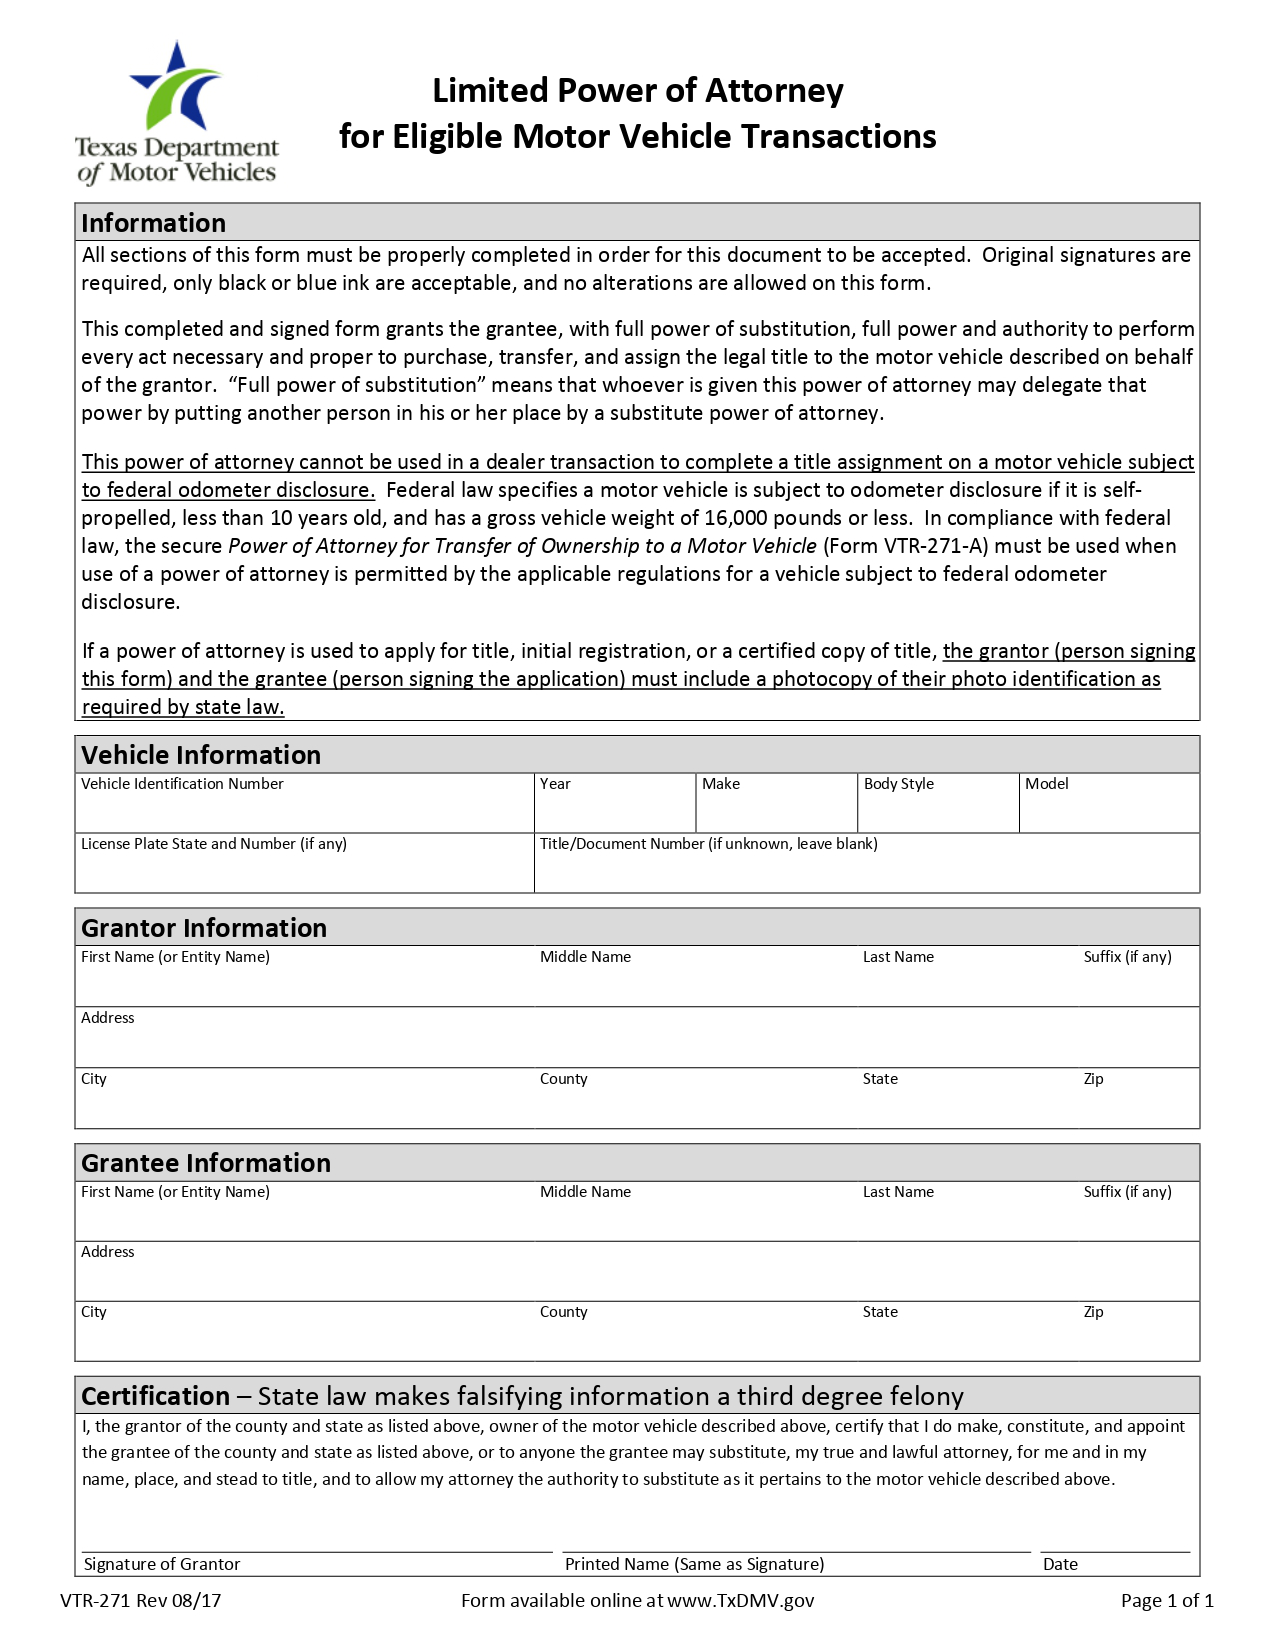 Texas Department
of Motor Vehicles
Limited Power of Attorney
for Eligible Motor Vehicle Transactions
Information
All sections of this form must be properly completed in order for this document to be accepted.  Original signatures are
required, only black or blue ink are acceptable, and no alterations are allowed on this form.
This completed and signed form grants the grantee, with full power of substitution, full power and authority to perform
every act necessary and proper to purchase, transfer, and assign the legal title to the motor vehicle described on behalf
of the grantor.  “Full power of substitution” means that whoever is given this power of attorney may delegate that
power by putting another person in his or her place by a substitute power of attorney.
This power of attorney cannot be used in a dealer transaction to complete a title assignment on a motor vehicle subject
to federal odometer disclosure.  Federal law specifies a motor vehicle is subject to odometer disclosure if it is self-
propelled, less than 10 years old, and has a gross vehicle weight of 16,000 pounds or less.  In compliance with federal
law, the secure Power of Attorney for Transfer of Ownership to a Motor Vehicle (Form VTR-271-A) must be used when
use of a power of attorney is permitted by the applicable regulations for a vehicle subject to federal odometer
disclosure.
If a power of attorney is used to apply for title, initial registration, or a certified copy of title, the grantor (person signing
this form) and the grantee (person signing the application) must include a photocopy of their photo identification as
required by state law.
Vehicle Information
Vehicle Identification Number Year Make Body Style Model
License Plate State and Number (if any) Title/Document Number (if unknown, leave blank)
Grantor Information
First Name (or Entity Name) Middle Name Last Name Suffix (if any)
Address
City County State Zip
Grantee Information
First Name (or Entity Name) Middle Name Last Name Suffix (if any)
Address
City County State Zip
Certification – State law makes falsifying information a third degree felony
I, the grantor of the county and state as listed above, owner of the motor vehicle described above, certify that I do make, constitute, and appoint
the grantee of the county and state as listed above, or to anyone the grantee may substitute, my true and lawful attorney, for me and in my
name, place, and stead to title, and to allow my attorney the authority to substitute as it pertains to the motor vehicle described above.
Signature of Grantor Printed Name (Same as Signature) Date
VTR-271 Rev 08/17 Form available online at www.TxDMV.gov Page 1 of 1